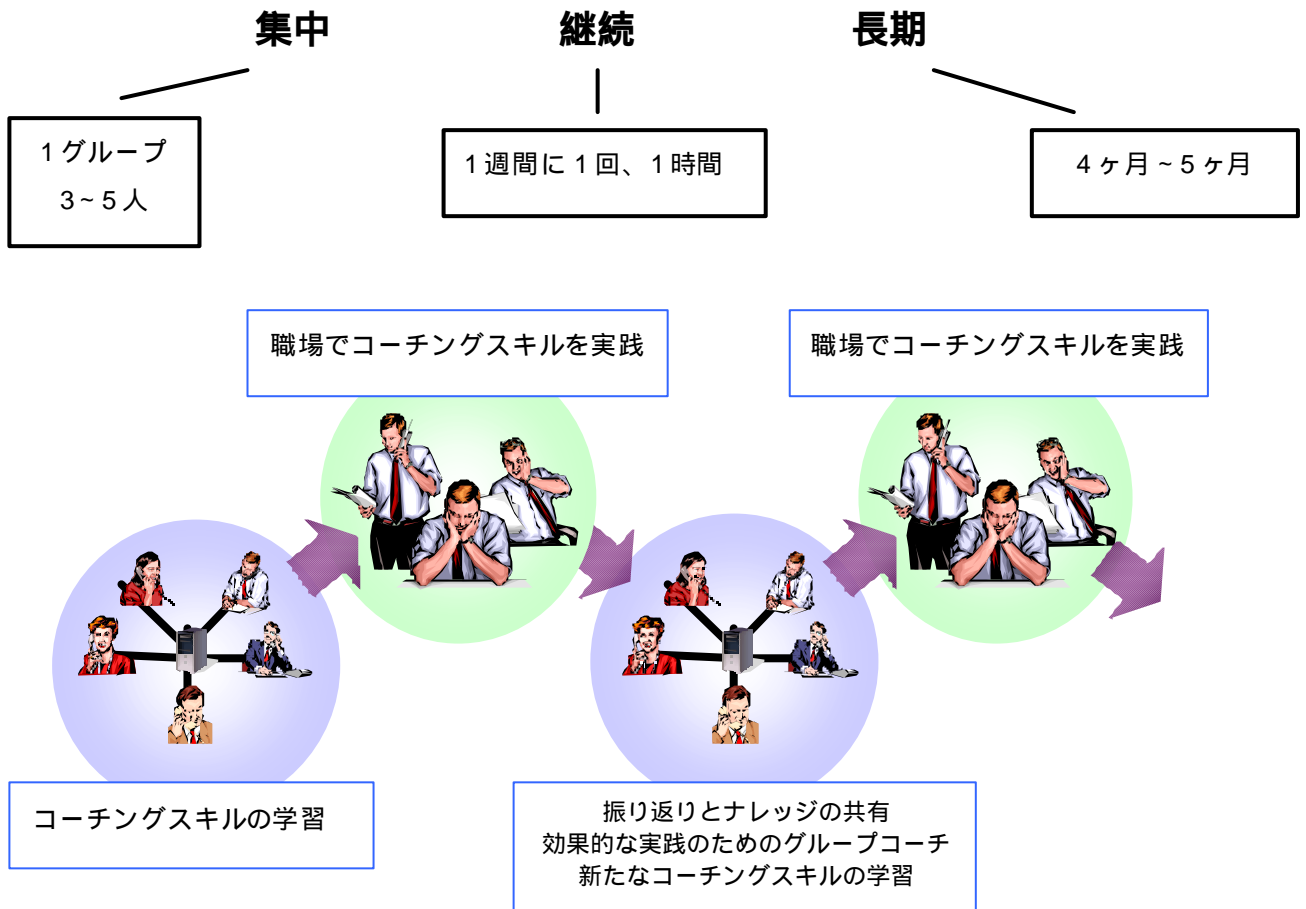 集中
継続
長期
1グループ
3~5人
1週間に1回、1時間
4ヶ月~5ヶ月
職場でコーチングスキルを実践
職場でコーチングスキルを実践
コーチングスキルの学習
振り返りとナレッジの共有
効果的な実践のためのグループコーチ
新たなコーチングスキルの学習